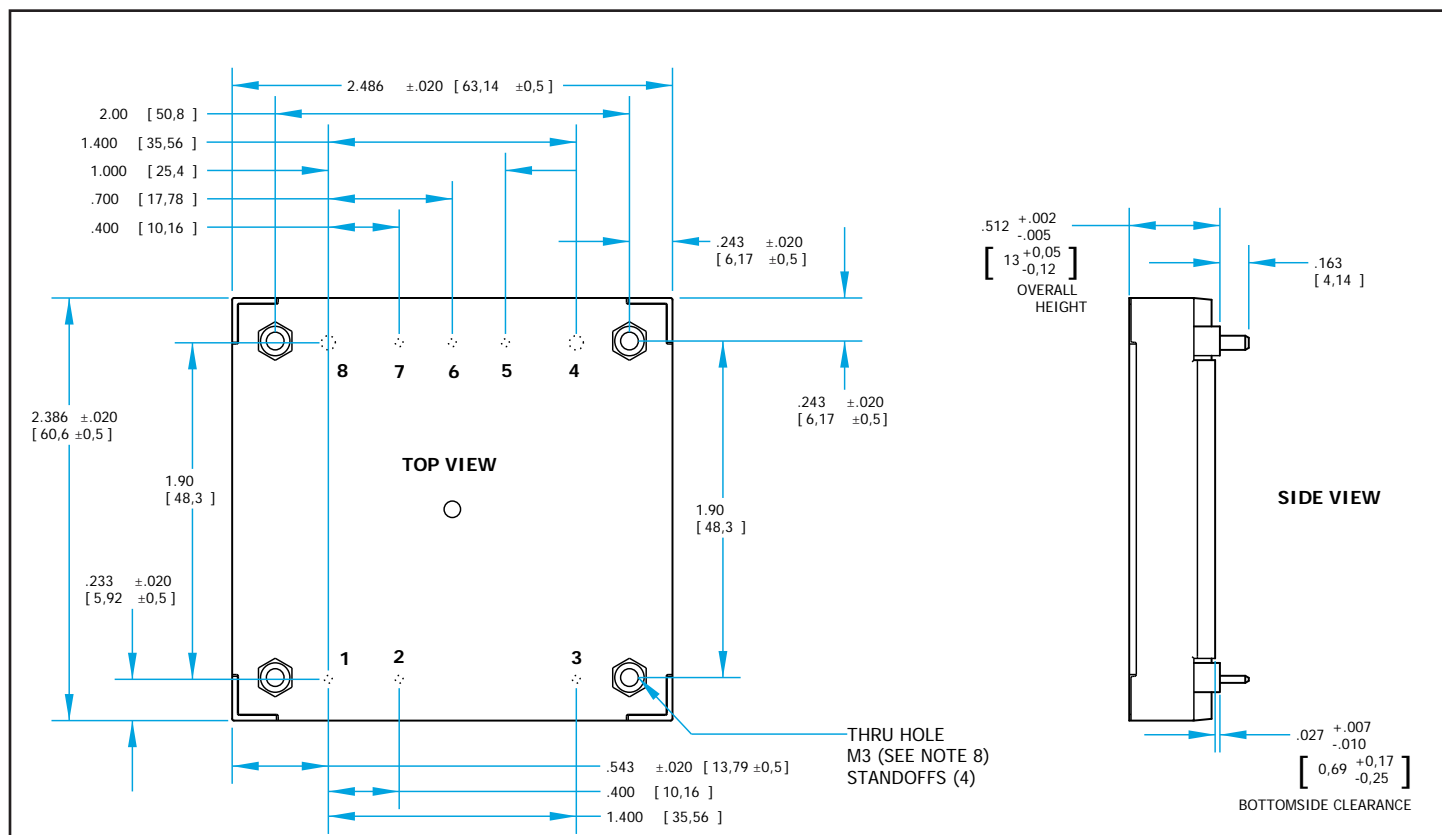 2.486 ±.020 [ 63,14 ±0,5 ]
2.00 [ 50,8 ]
1.400 [ 35,56 ]
1.000 [ 25,4 ]
.700 [ 17,78 ]
.400 [ 10,16 ]
.243 ±.020
[ 6,17 ±0,5 ]
.512 +.002
-.005
[ 13 +0,05
-0,12 ]
OVERALL
HEIGHT
.163
[ 4,14 ]
8 7 6 5 4
.243 ±.020
[ 6,17 ±0,5 ]
2.386 ±.020
[ 60,6 ±0,5 ]
TOP VIEW
1.90
[ 48,3 ]
1.90
[ 48,3 ]
SIDE VIEW
.233 ±.020
[ 5,92 ±0,5 ]
1 2 3
THRU HOLE
M3 (SEE NOTE 8)
STANDOFFS (4)
.027 +.007
-.010
[ 0,69 +0,17
-0,25 ]
BOTTOMSIDE CLEARANCE
.543 ±.020 [ 13,79 ±0,5 ]
.400 [ 10,16 ]
1.400 [ 35,56 ]